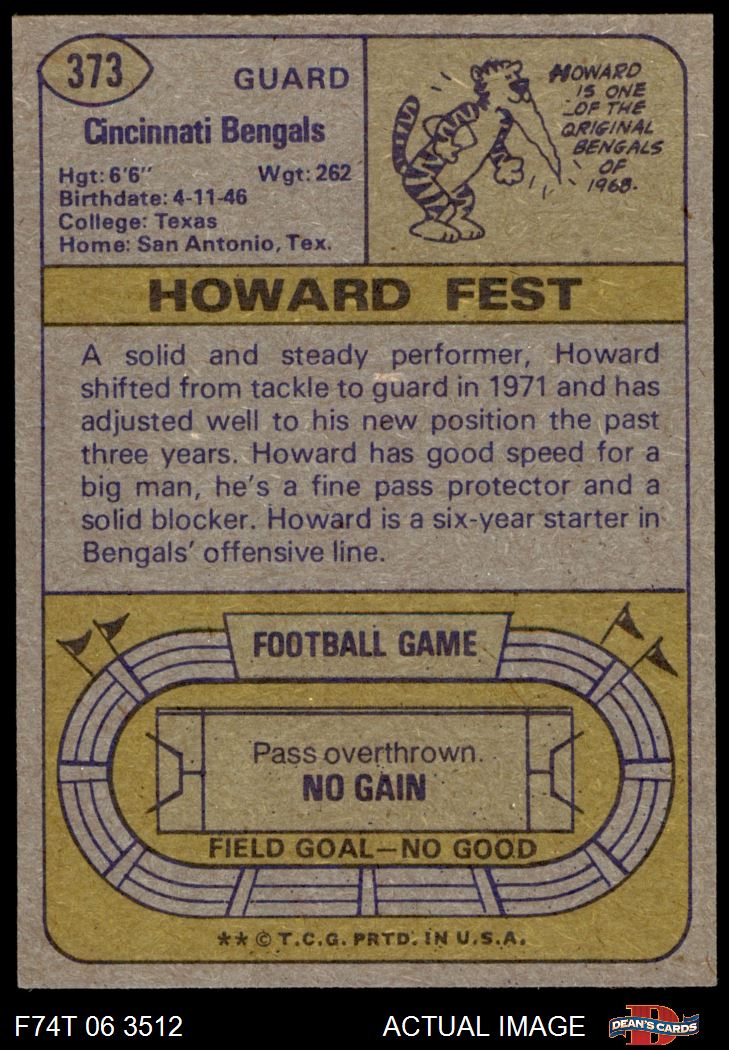 373
GUARD
Cincinnati Bengals
Hgt: 6'6" Wgt: 262
Birthdate: 4-11-46
College: Texas
Home: San Antonio, Tex.
HOWARD
IS ONE
OF THE
ORIGINAL
BENGALS
OF
1968.
HOWARD FEST
A solid and steady performer, Howard
shifted from tackle to guard in 1971 and has
adjusted well to his new position the past
three years. Howard has good speed for a
big man, he's a fine pass protector and a
solid blocker. Howard is a six-year starter in
Bengals' offensive line.
FOOTBALL GAME
Pass overthrown.
NO GAIN
FIELD GOAL—NO GOOD
** © T.C.G. PRTD. IN U.S.A.
F74T 06 3512 ACTUAL IMAGE
D
DEAN'S CARDS